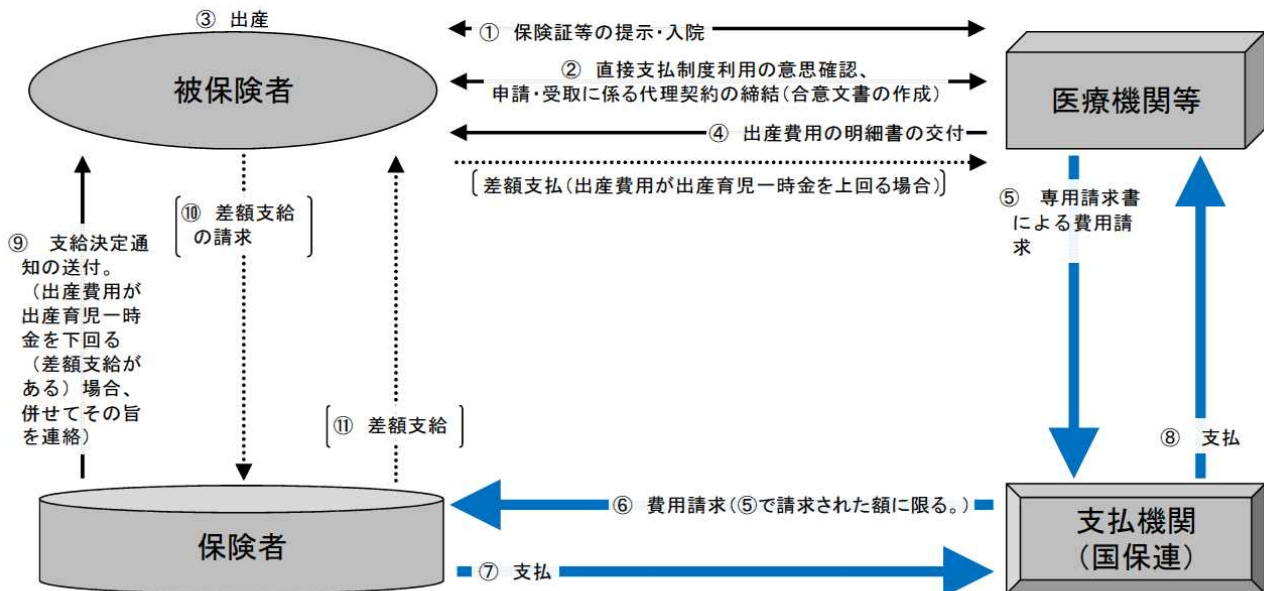 ③ 出産
① 保険証等の提示・入院
被保険者
② 直接支払制度利用の意思確認、
申請・受取に係る代理契約の締結(合意文書の作成)
医療機関等
④ 出産費用の明細書の交付
差額支払(出産費用が出産育児一時金を上回る場合)
⑤ 専用請求書
による費用請
求
⑩ 差額支給
の請求
⑨ 支給決定通
知の送付。
(出産費用が
出産育児一時
金を下回る
(差額支給が
ある)場合、
併せてその旨
を連絡)
⑪ 差額支給
⑧ 支払
⑥ 費用請求(⑤で請求された額に限る。)
保険者
支払機関
(国保連)
⑦ 支払